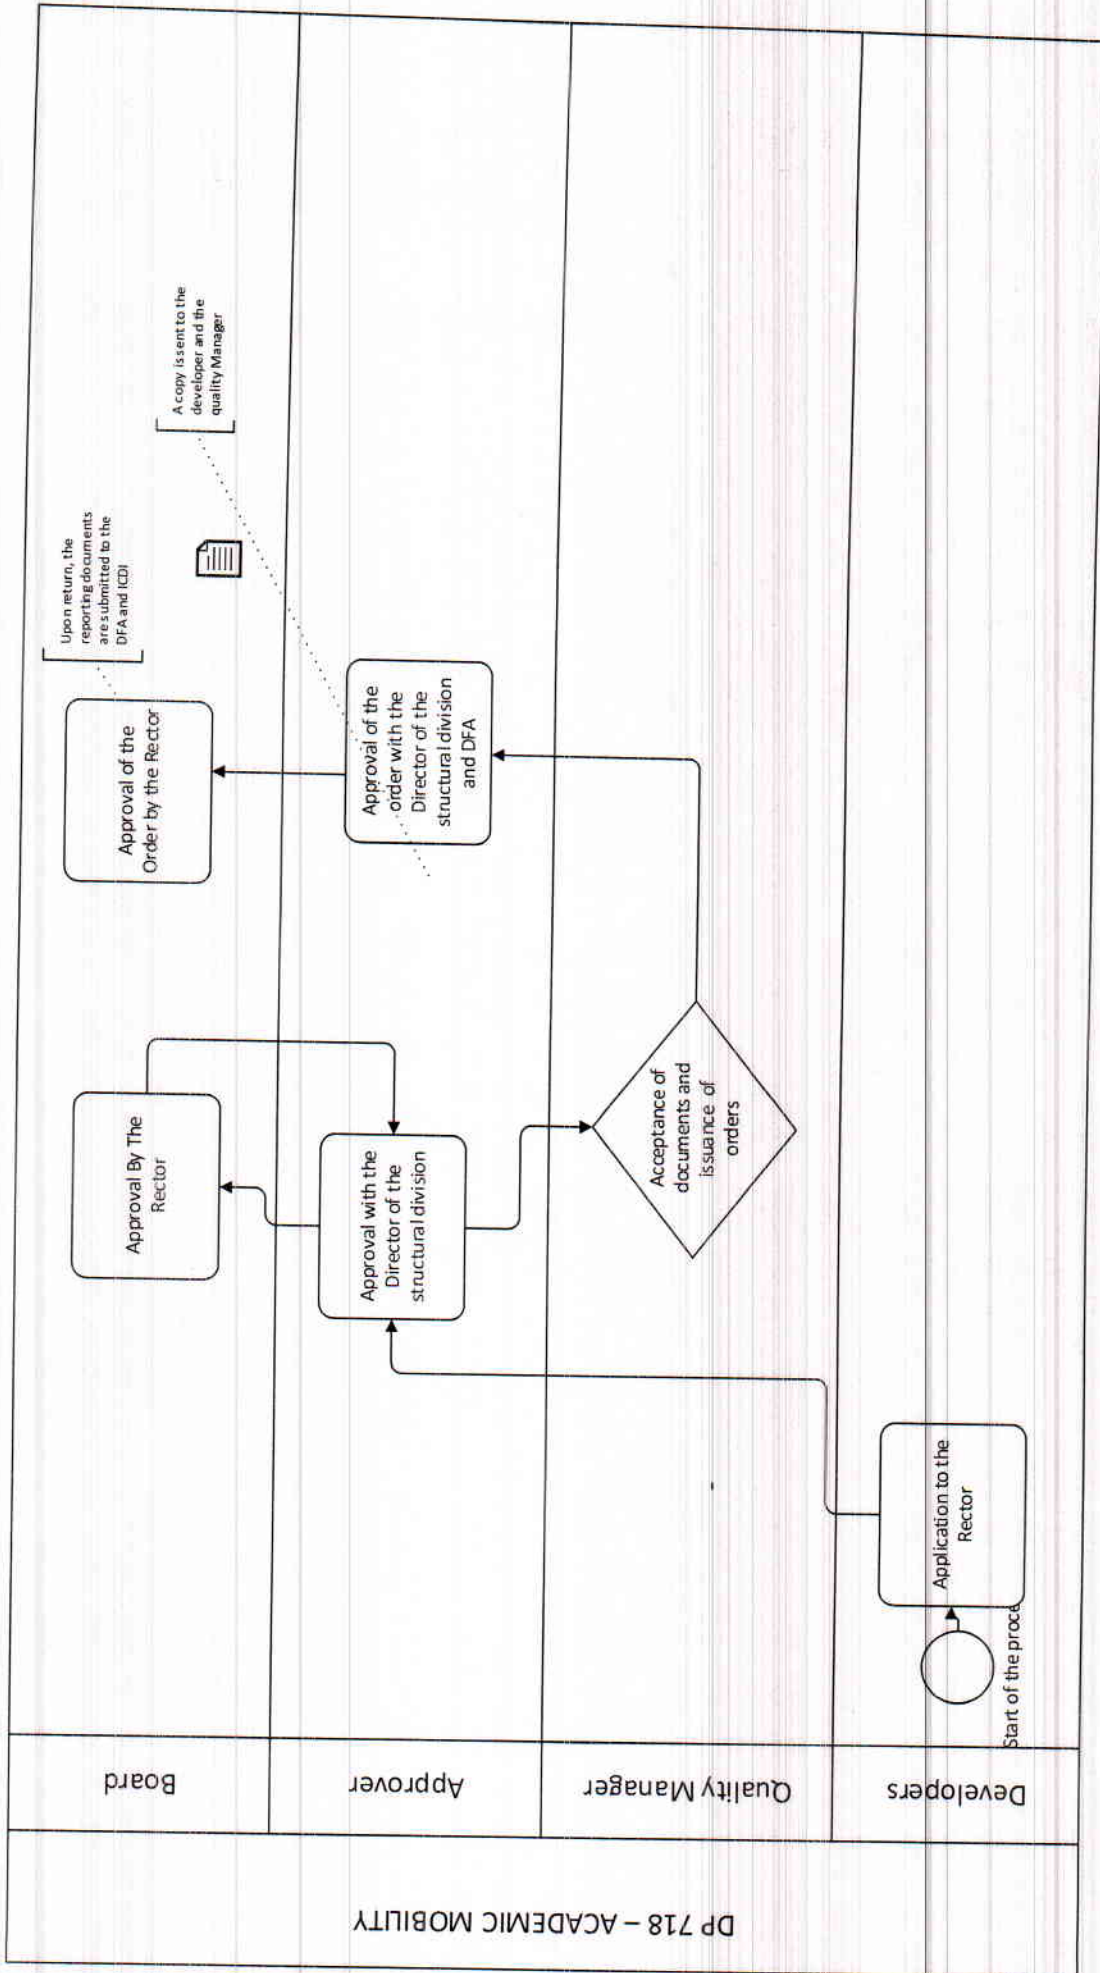 DP 718 – ACADEMIC MOBILITY
Board
Approver
Quality Manager
Developers
Start of the proce
Application to the
Rector
Approval with the
Director of the
structural division
Approval By The
Rector
Acceptance of
documents and
issuance of
orders
Approval of the
order with the
Director of the
structural division
and DFA
Approval of the
Order by the Rector
Upon return, the
reporting documents
are submitted to the
DFA and ICDI
A copy is sent to the
developer and the
quality Manager